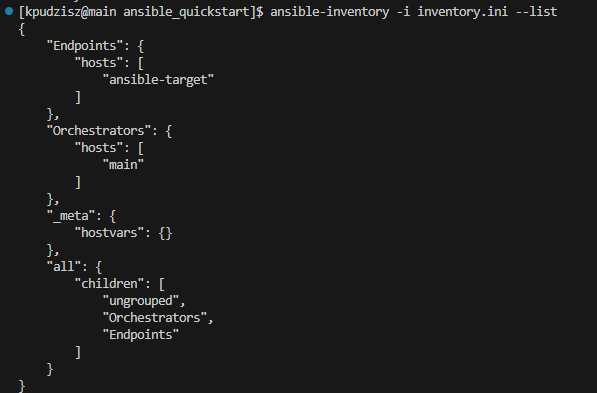 [kpudzisz@main ansible_quickstart]$ ansible-inventory -i inventory.ini --list
{
    "Endpoints": {
        "hosts": [
            "ansible-target"
        ]
    },
    "Orchestrators": {
        "hosts": [
            "main"
        ]
    },
    "_meta": {
        "hostvars": {}
    },
    "all": {
        "children": [
            "ungrouped",
            "Orchestrators",
            "Endpoints"
        ]
    }
}